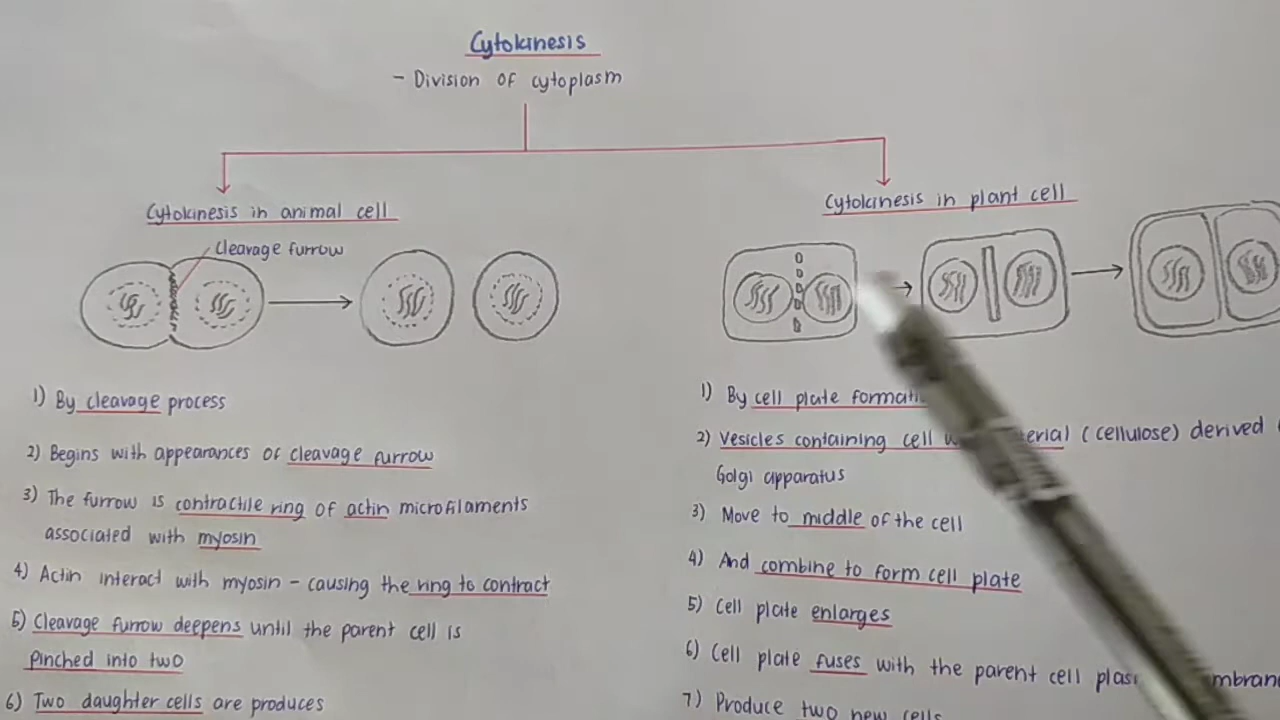 Cytokinesis
- Division of cytoplasm
Cytokinesis in animal cell
Cleavage furrow
1) By cleavage process
2) Begins with appearances of cleavage furrow
3) The furrow is contractile ring of actin microfilaments
associated with myosin
4) Actin interact with myosin - causing the ring to contract
5) Cleavage furrow deepens until the parent cell is
pinched into two
6) Two daughter cells are produces
Cytokinesis in plant cell
1) By cell plate
2) Vesicles containing cell (cellulose) derived
Golgi apparatus
3) Move to middle of the cell
4) And combine to form cell plate
5) Cell plate enlarges
6) Cell plate fuses with the parent cell
7) Produce two new cells